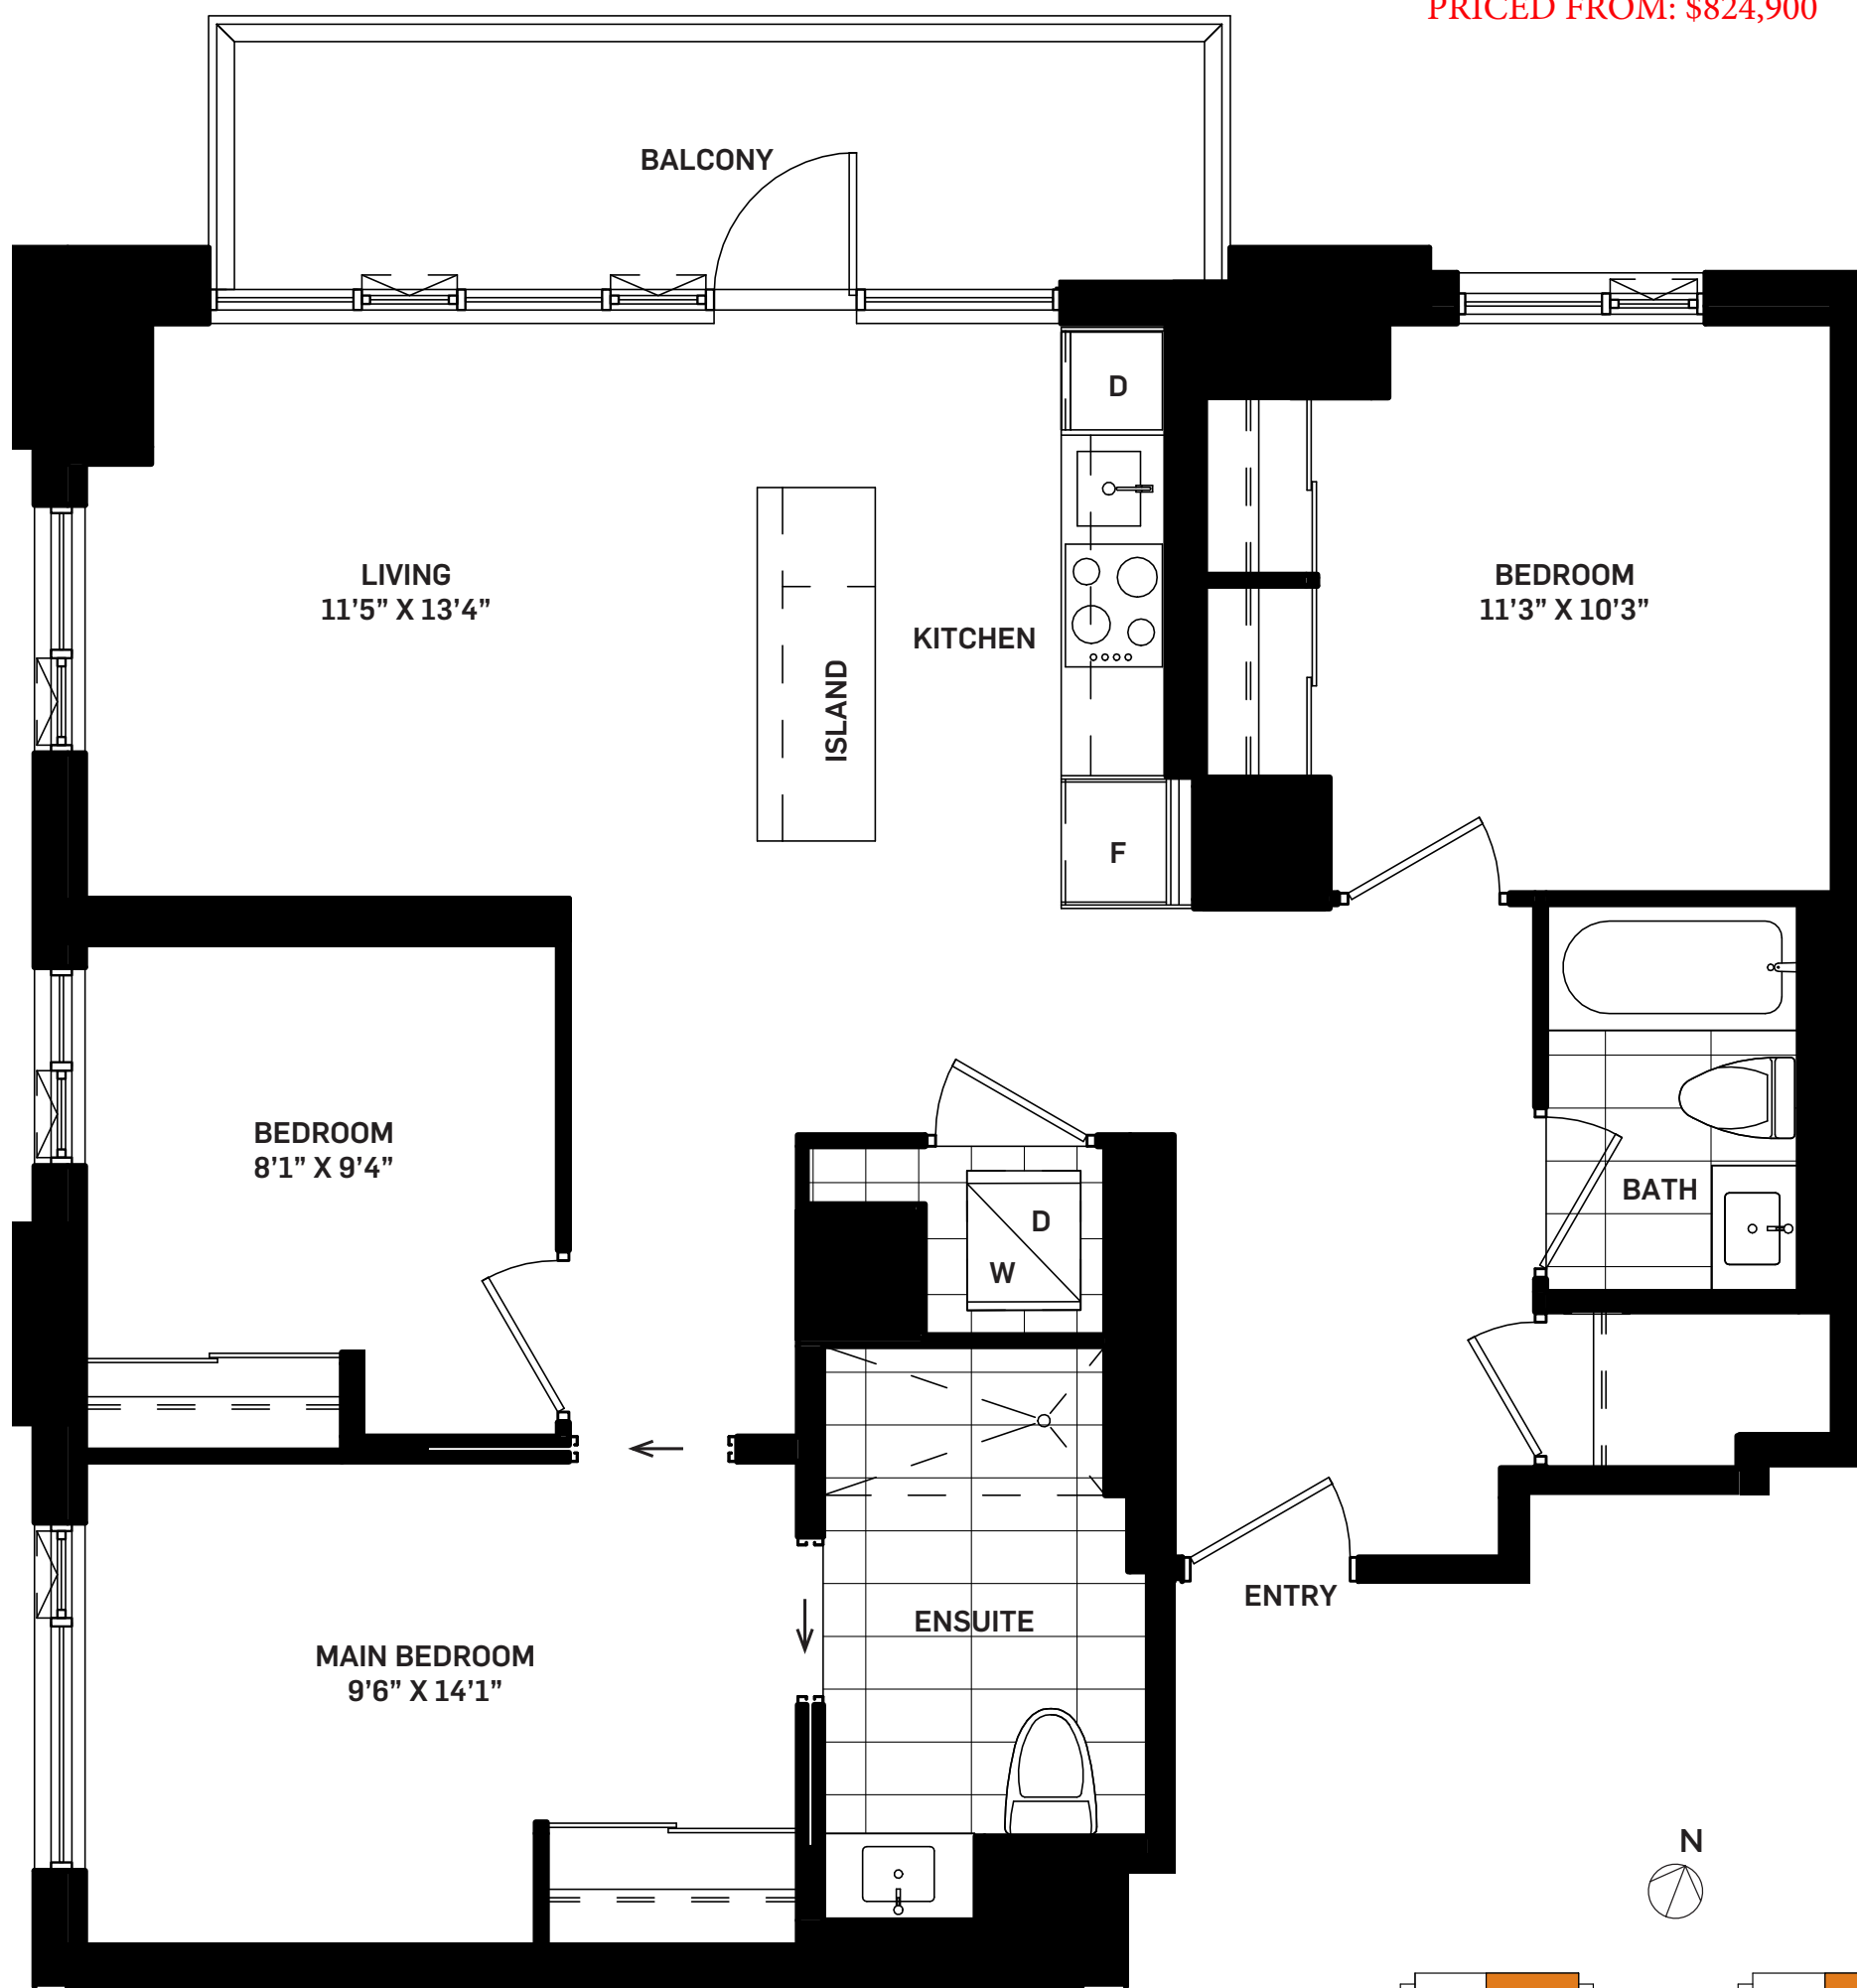 PRICED FROM: $824,900
BALCONY
D
LIVING
11’5” X 13’4”
BEDROOM
11’3” X 10’3”
KITCHEN
ISLAND
F
BEDROOM
8’1” X 9’4”
BATH
D
W
ENTRY
ENSUITE
MAIN BEDROOM
9’6” X 14’1”
N